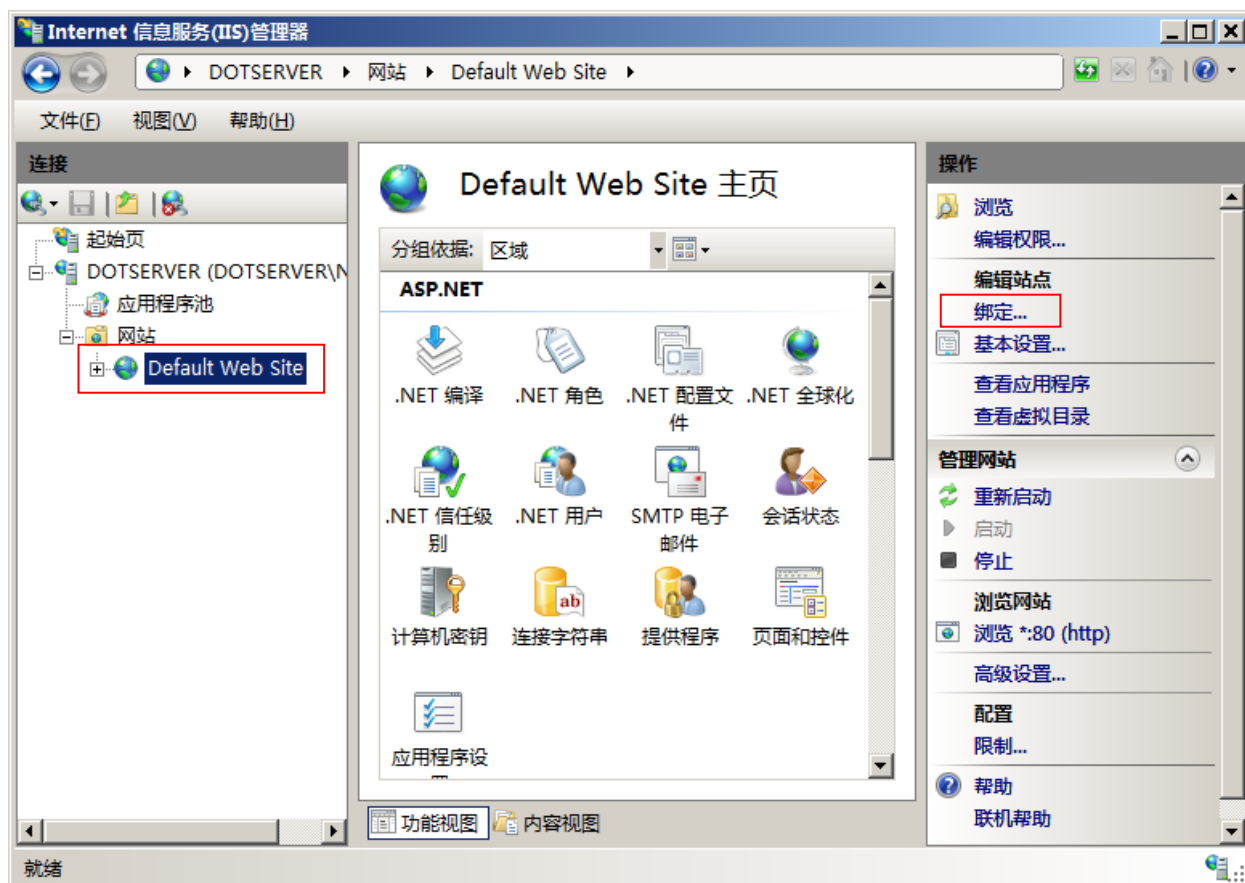 Internet 信息服务(IIS)管理器
DOTSERVER 网站 Default Web Site
文件(F) 视图(V) 帮助(H)
连接
起始页
DOTSERVER (DOTSERVER\N
应用程序池
网站
Default Web Site
Default Web Site 主页
分组依据: 区域
ASP.NET
.NET 编译 .NET 角色 .NET 配置文 .NET 全球化
件
.NET 信任级 .NET 用户 SMTP 电子 会话状态
别 邮件
计算机密钥 连接字符串 提供程序 页面和控件
应用程序设
功能视图 内容视图
操作
浏览
编辑权限...
编辑站点
绑定...
基本设置...
查看应用程序
查看虚拟目录
管理网站
重新启动
启动
停止
浏览网站
浏览 *:80 (http)
高级设置...
配置
限制...
帮助
联机帮助
就绪